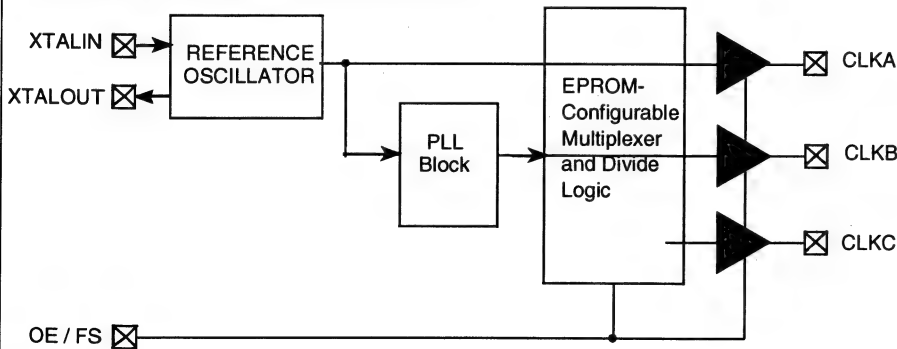 XTALIN
REFERENCE
OSCILLATOR
XTALOUT
PLL
Block
EPROM-
Configurable
Multiplexer
and Divide
Logic
CLKA
CLKB
CLKC
OE / FS